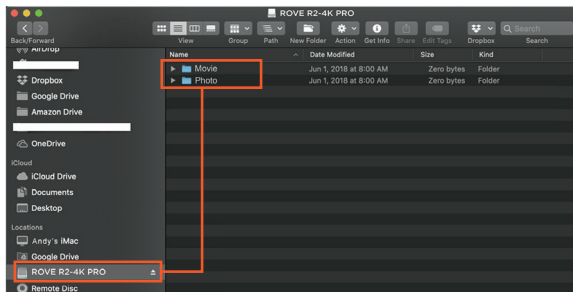 ROVE R2-4K PRO
Back/Forward View Group Path New Folder Action Get Info Share Edit Tags Dropbox Search
Search
AirDrop
Name Date Modified Size Kind
Movie Jun 1, 2018 at 8:00 AM Zero bytes Folder
Photo Jun 1, 2018 at 8:00 AM Zero bytes Folder
Dropbox
Google Drive
Amazon Drive
OneDrive
iCloud
iCloud Drive
Documents
Desktop
Locations
Andy's iMac
Google Drive
ROVE R2-4K PRO
Remote Disc